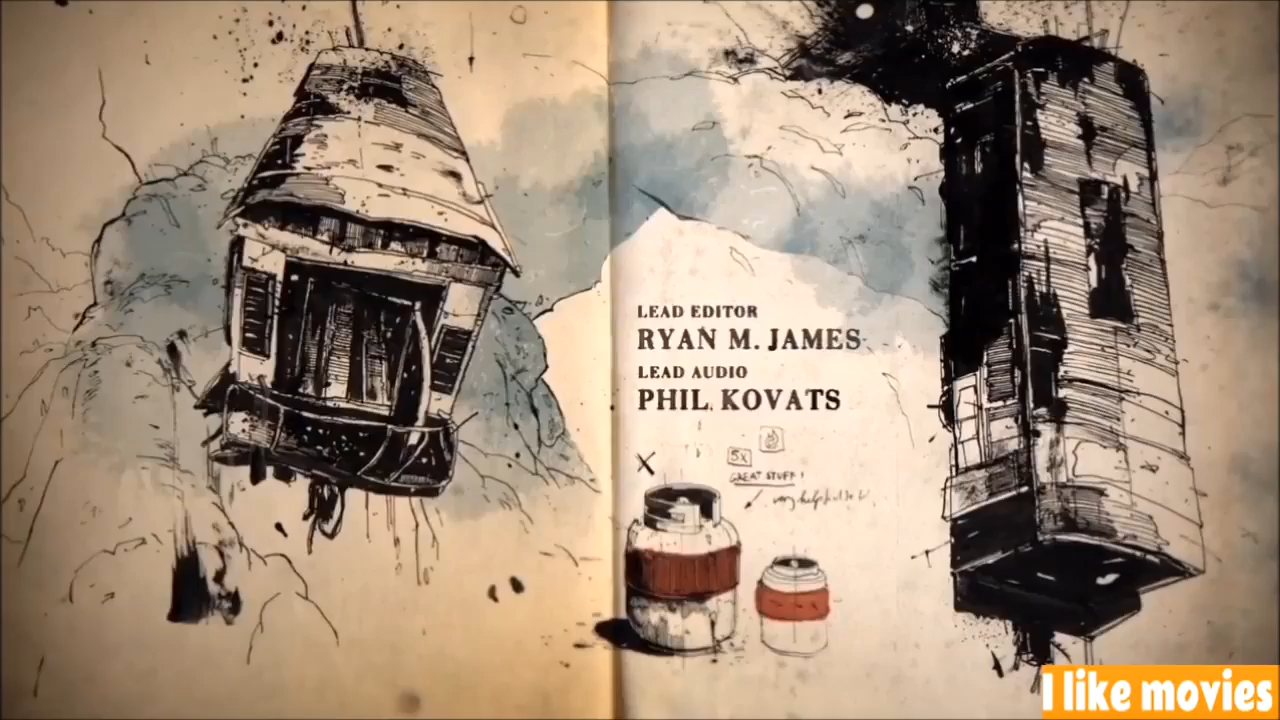 LEAD EDITOR
RYAN M. JAMES
LEAD AUDIO
PHIL KOVATS
5x
GREAT STUFF!
I like movies